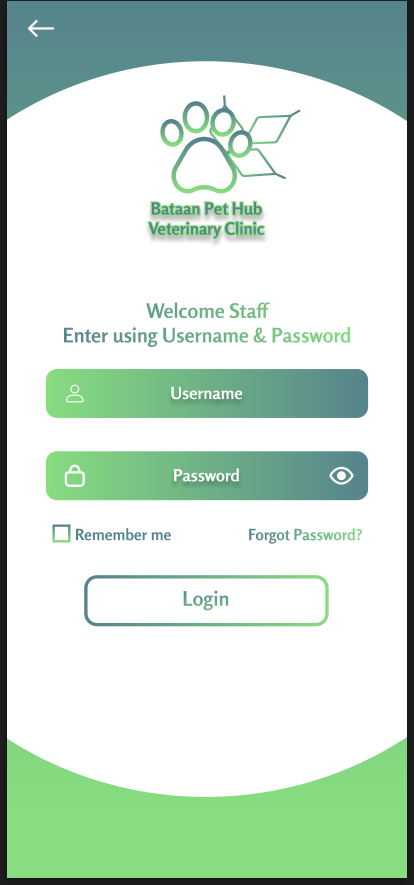 Bataan Pet Hub
Veterinary Clinic
Welcome Staff
Enter using Username & Password
Username
Password
Remember me
Forgot Password?
Login